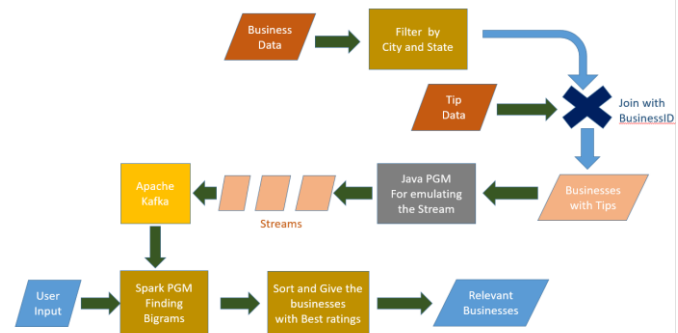 Business
Data
Filter by
City and State
Tip
Data
Join with
BusinessID
Apache
Kafka
Streams
Java PGM
For emulating
the Stream
Businesses
with Tips
User
Input
Spark PGM
Finding
Bigrams
Sort and Give the
businesses
with Best ratings
Relevant
Businesses